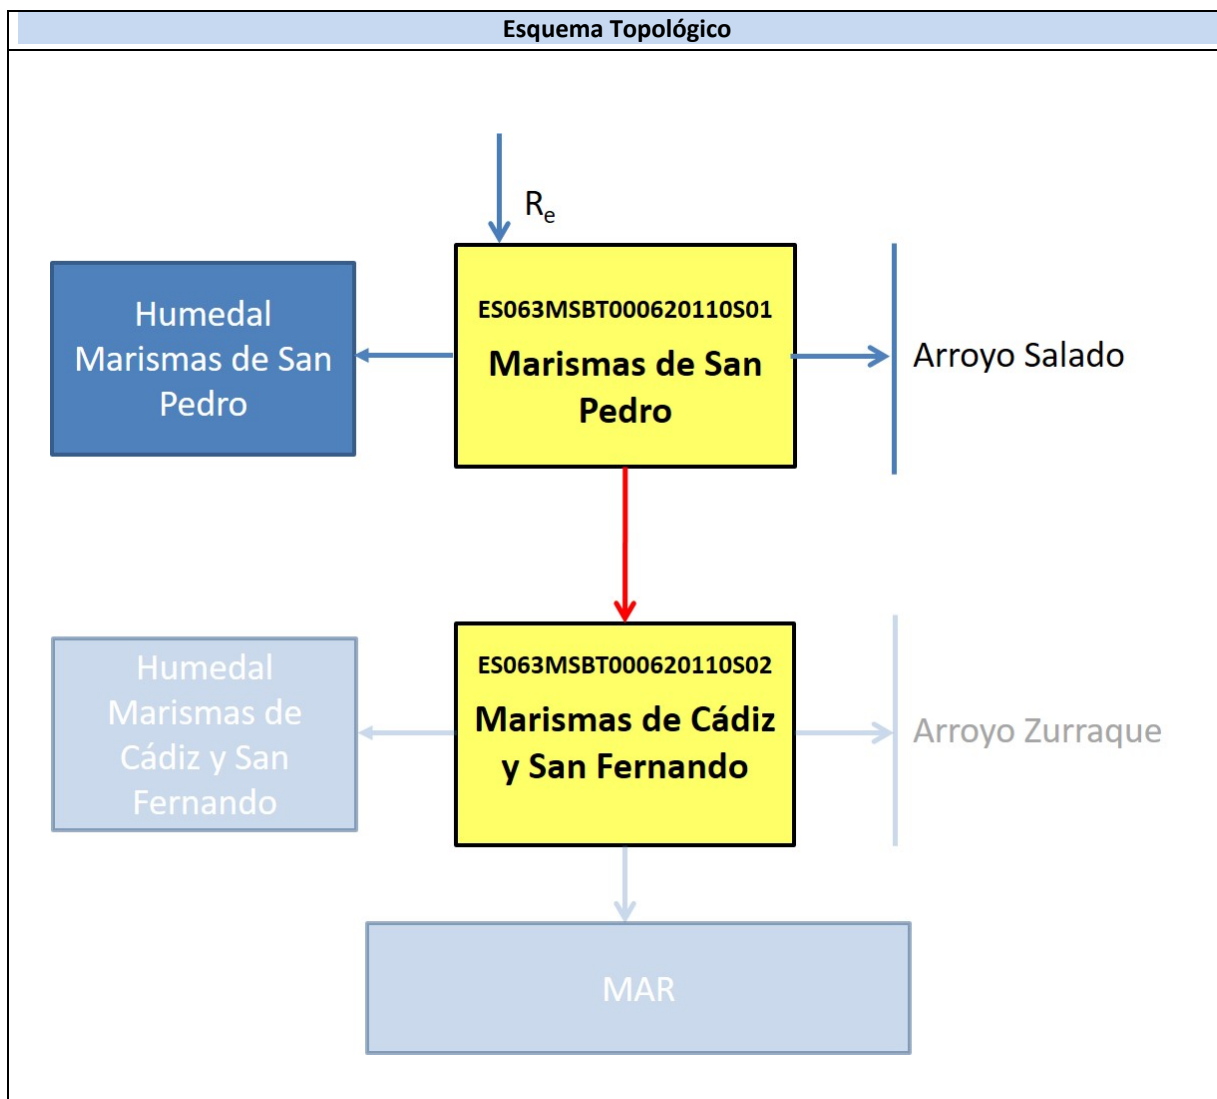 Esquema Topológico
Re
Humedal
Marismas de San
Pedro
ES063MSBT000620110S01
Marismas de San
Pedro
Arroyo Salado
Humedal
Marismas de
Cádiz y San
Fernando
ES063MSBT000620110S02
Marismas de Cádiz
y San Fernando
Arroyo Zurraque
MAR